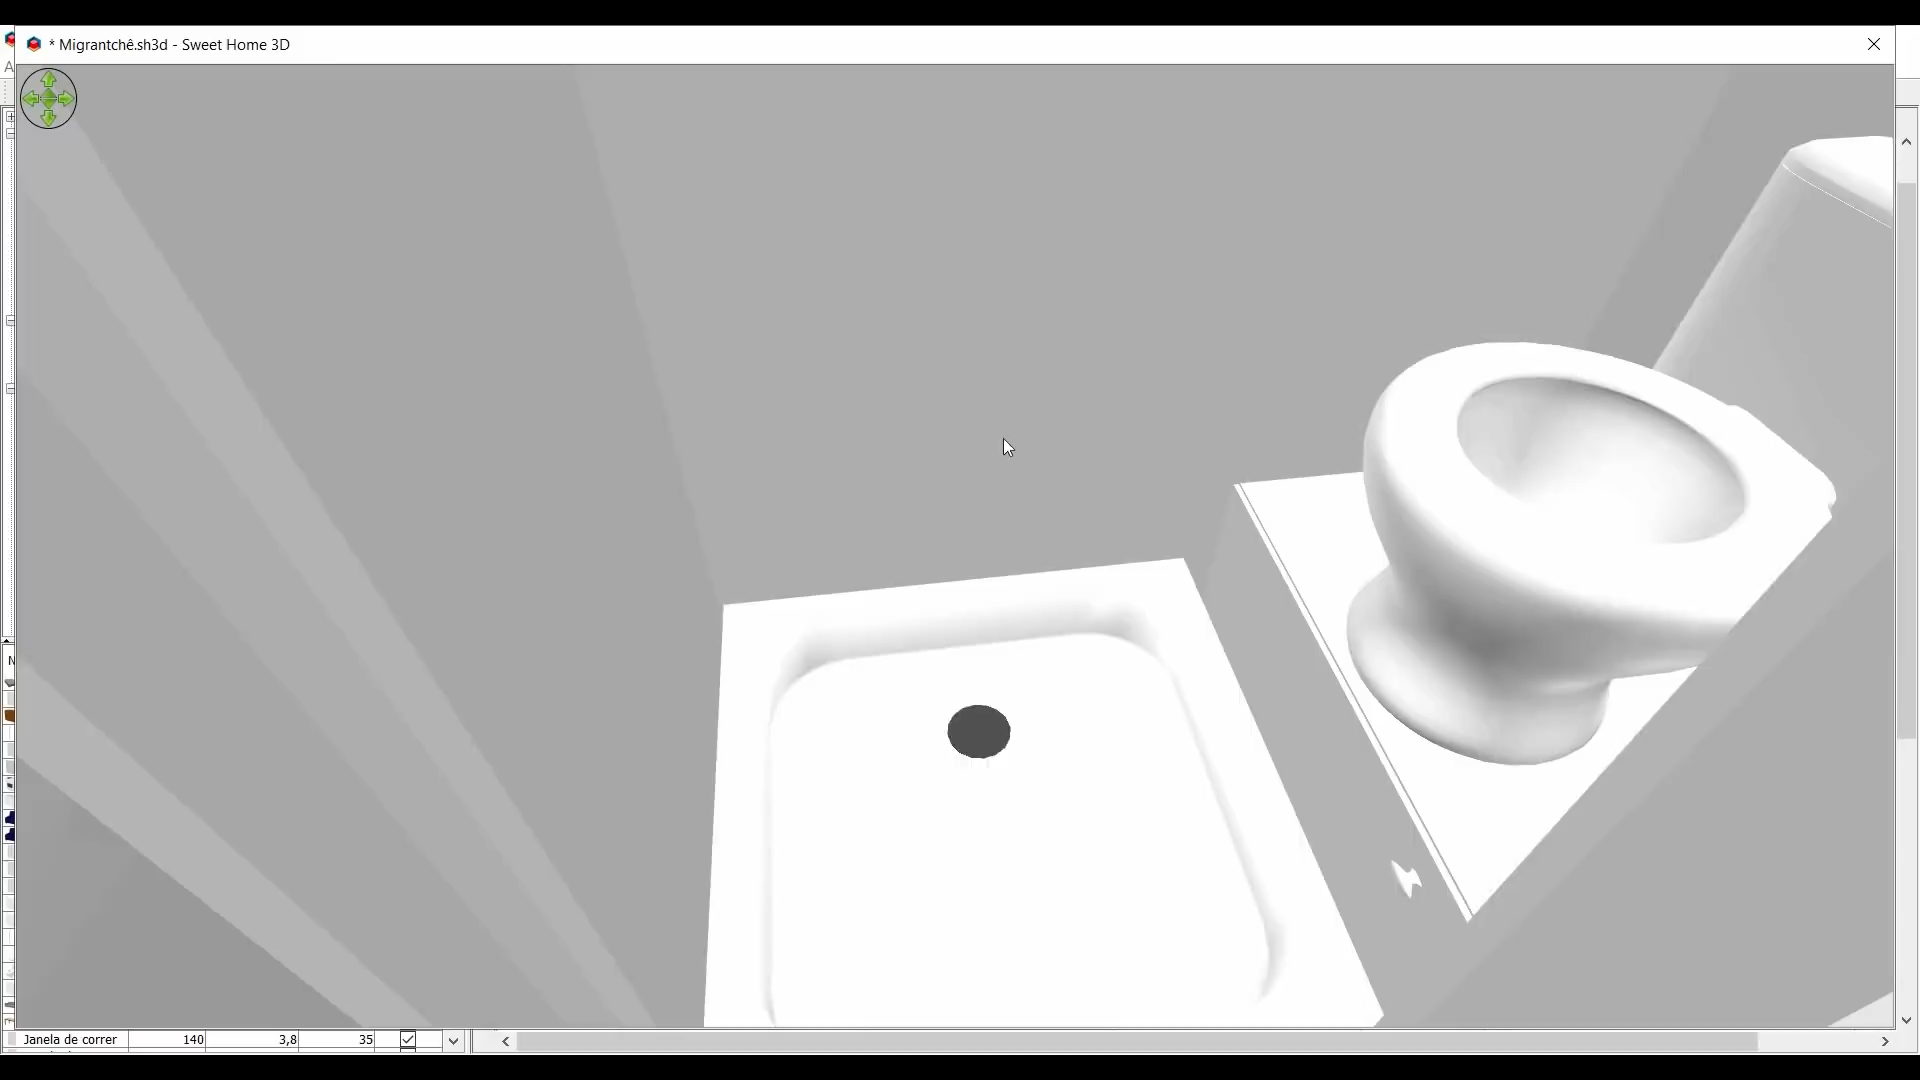 * Migrantchê.sh3d - Sweet Home 3D
A
N
Janela de correr 140 3,8 35